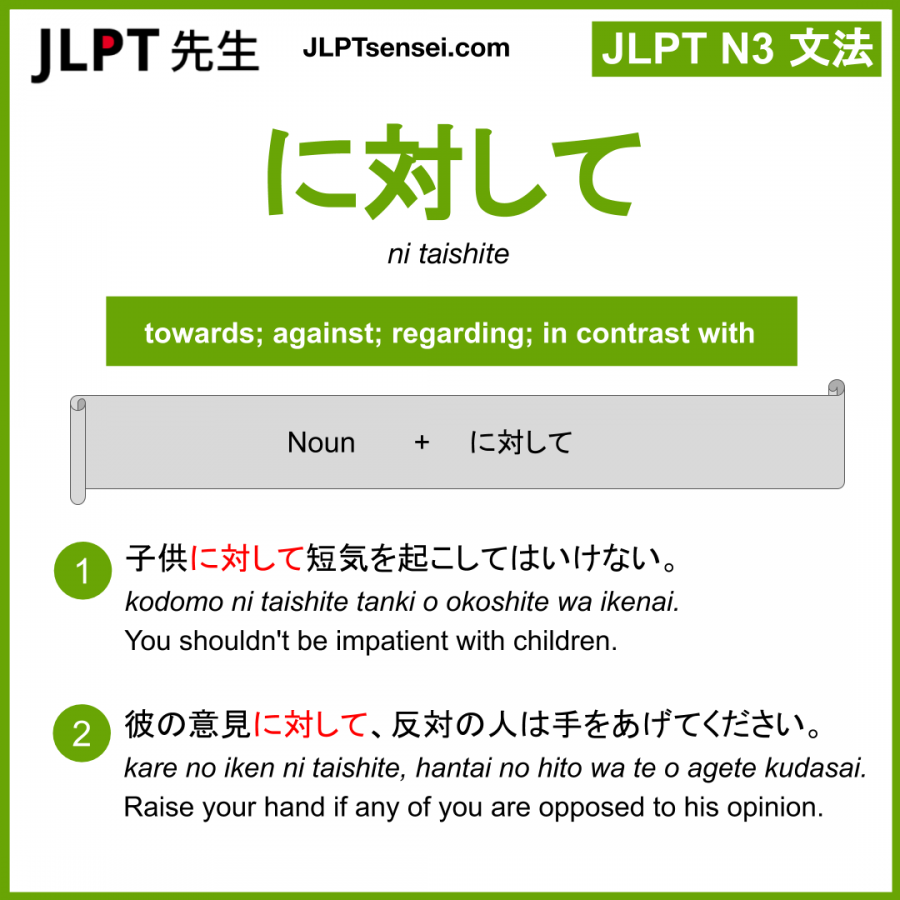 JLPT 先生
JLPTsensei.com
JLPT N3 文法
に対して
ni taishite
towards; against; regarding; in contrast with
Noun + に対して
1 子供に対して短気を起こしてはいけない。
kodomo ni taishite tanki o okoshite wa ikenai.
You shouldn't be impatient with children.
2 彼の意見に対して、反対の人は手をあげてください。
kare no iken ni taishite, hantai no hito wa te o agete kudasai.
Raise your hand if any of you are opposed to his opinion.